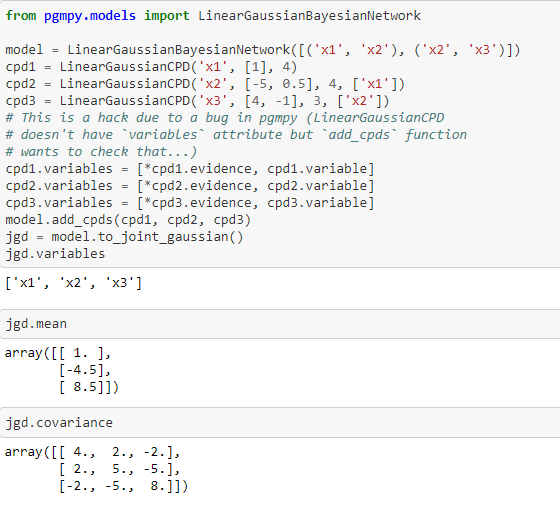 from pgmpy.models import LinearGaussianBayesianNetwork
model = LinearGaussianBayesianNetwork([('x1', 'x2'), ('x2', 'x3')])
cpd1 = LinearGaussianCPD('x1', [1], 4)
cpd2 = LinearGaussianCPD('x2', [-5, 0.5], 4, ['x1'])
cpd3 = LinearGaussianCPD('x3', [4, -1], 3, ['x2'])
# This is a hack due to a bug in pgmpy (LinearGaussianCPD
# doesn't have `variables` attribute but `add_cpds` function
# wants to check that...)
cpd1.variables = [*cpd1.evidence, cpd1.variable]
cpd2.variables = [*cpd2.evidence, cpd2.variable]
cpd3.variables = [*cpd3.evidence, cpd3.variable]
model.add_cpds(cpd1, cpd2, cpd3)
jgd = model.to_joint_gaussian()
jgd.variables
['x1', 'x2', 'x3']
jgd.mean
array([[ 1. ],
       [-4.5],
       [ 8.5]])
jgd.covariance
array([[ 4.,  2., -2.],
       [ 2.,  5., -5.],
       [-2., -5.,  8.]])